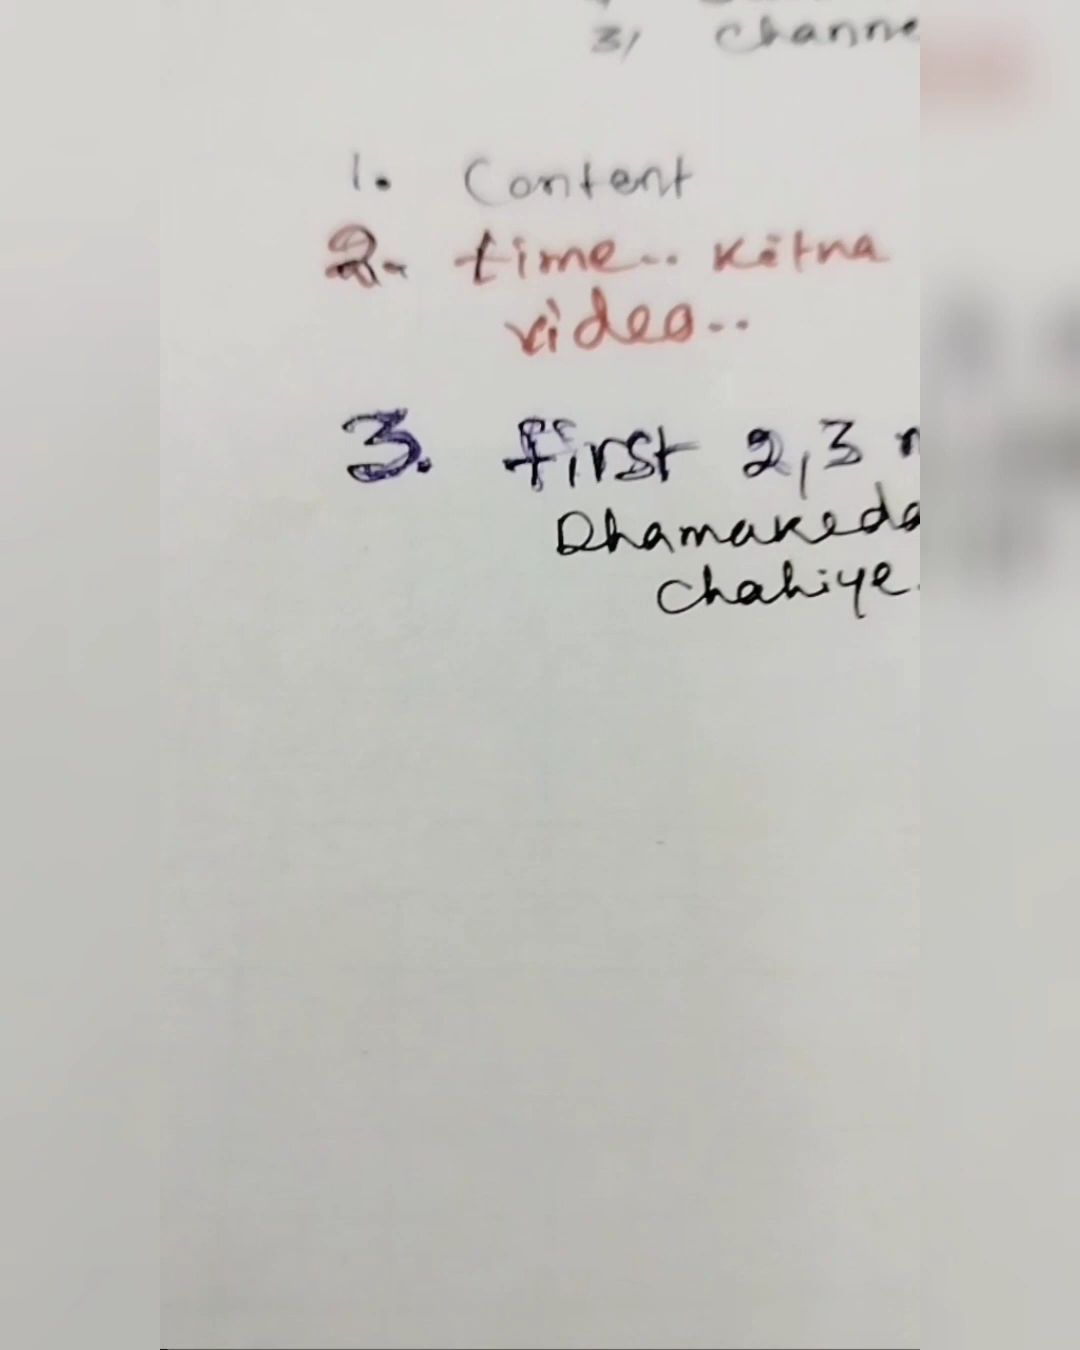 3) Channe
1. Content
2. time.. kitna
video..
3. first 2,3
Dhamakeda
Chahiye.